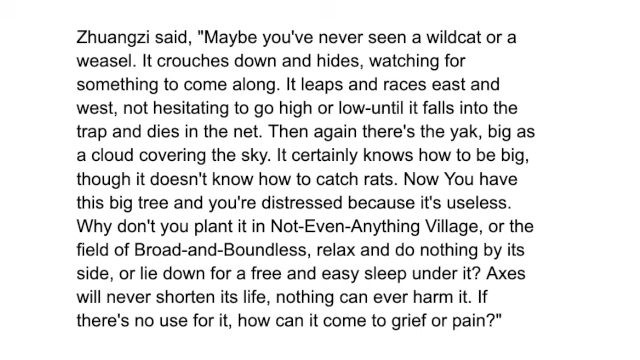 Zhuangzi said, "Maybe you've never seen a wildcat or a
weasel. It crouches down and hides, watching for
something to come along. It leaps and races east and
west, not hesitating to go high or low-until it falls into the
trap and dies in the net. Then again there's the yak, big as
a cloud covering the sky. It certainly knows how to be big,
though it doesn't know how to catch rats. Now You have
this big tree and you're distressed because it's useless.
Why don't you plant it in Not-Even-Anything Village, or the
field of Broad-and-Boundless, relax and do nothing by its
side, or lie down for a free and easy sleep under it? Axes
will never shorten its life, nothing can ever harm it. If
there's no use for it, how can it come to grief or pain?"